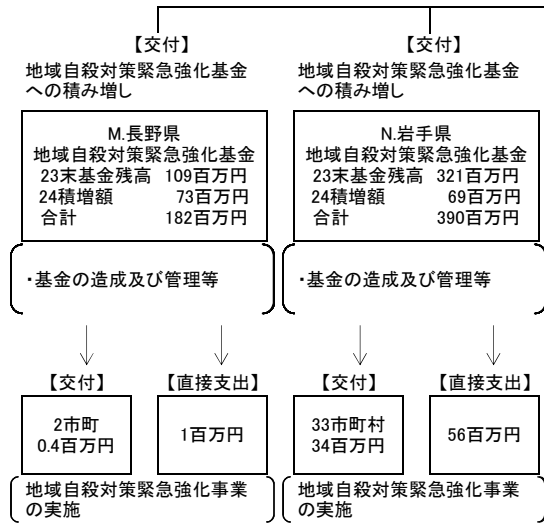 【交付】
地域自殺対策緊急強化基金
への積み増し
M.長野県
地域自殺対策緊急強化基金
23末基金残高 109百万円
24積増額 73百万円
合計 182百万円
・基金の造成及び管理等
【交付】
2市町
0.4百万円
【直接支出】
1百万円
地域自殺対策緊急強化事業
の実施
【交付】
地域自殺対策緊急強化基金
への積み増し
N.岩手県
地域自殺対策緊急強化基金
23末基金残高 321百万円
24積増額 69百万円
合計 390百万円
・基金の造成及び管理等
【交付】
33市町村
34百万円
【直接支出】
56百万円
地域自殺対策緊急強化事業
の実施